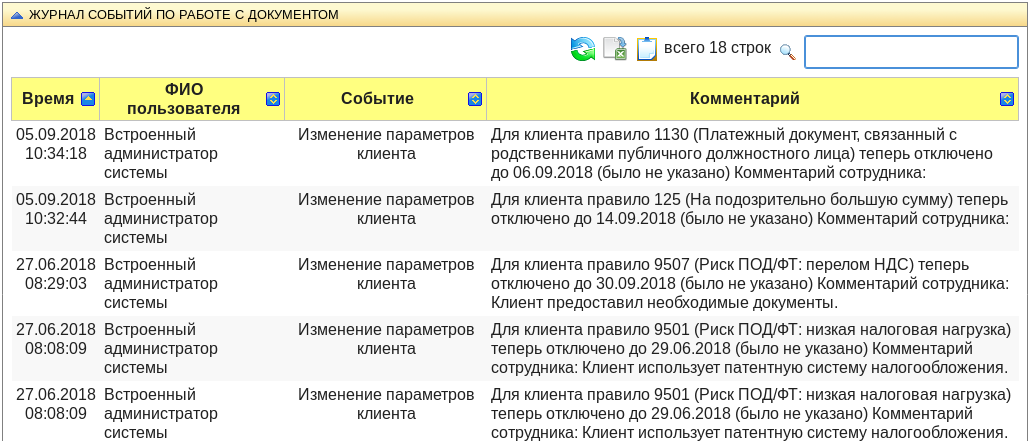 ЖУРНАЛ СОБЫТИЙ ПО РАБОТЕ С ДОКУМЕНТОМ
всего 18 строк
Время ФИО пользователя Событие Комментарий
05.09.2018 Встроенный Изменение параметров Для клиента правило 1130 (Платежный документ, связанный с
10:34:18 администратор клиента родственниками публичного должностного лица) теперь отключено
системы до 06.09.2018 (было не указано) Комментарий сотрудника:
05.09.2018 Встроенный Изменение параметров Для клиента правило 125 (На подозрительно большую сумму) теперь
10:32:44 администратор клиента отключено до 14.09.2018 (было не указано) Комментарий сотрудника:
системы
27.06.2018 Встроенный Изменение параметров Для клиента правило 9507 (Риск ПОД/ФТ: перелом НДС) теперь
08:29:03 администратор клиента отключено до 30.09.2018 (было не указано) Комментарий сотрудника:
системы Клиент предоставил необходимые документы.
27.06.2018 Встроенный Изменение параметров Для клиента правило 9501 (Риск ПОД/ФТ: низкая налоговая нагрузка)
08:08:09 администратор клиента теперь отключено до 29.06.2018 (было не указано) Комментарий
системы сотрудника: Клиент использует патентную систему налогообложения.
27.06.2018 Встроенный Изменение параметров Для клиента правило 9501 (Риск ПОД/ФТ: низкая налоговая нагрузка)
08:08:09 администратор клиента теперь отключено до 29.06.2018 (было не указано) Комментарий
системы сотрудника: Клиент использует патентную систему налогообложения.